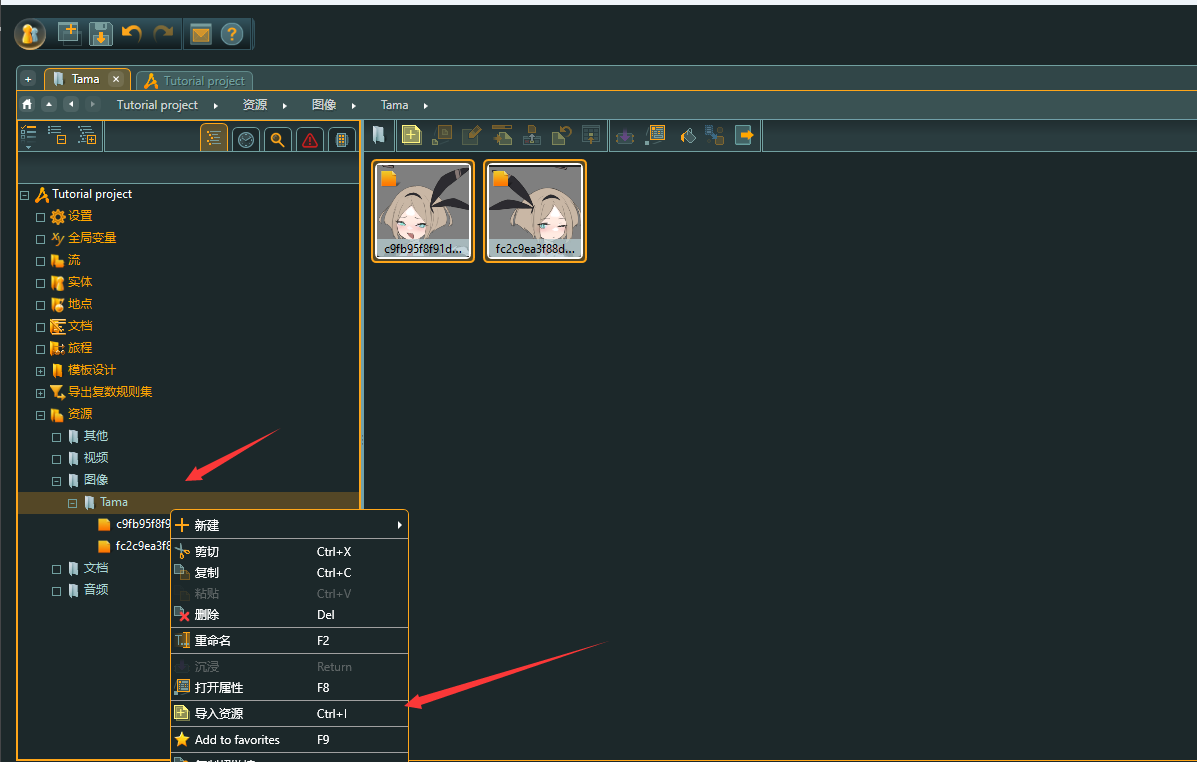 Tama
Tutorial project
Tutorial project
资源
图像
Tama
Tutorial project
设置
全局变量
流
实体
地点
文档
旅程
模板设计
导出复数规则集
资源
其他
视频
图像
Tama
c9fb95f8f9
fc2c9ea3f8
文档
音频
c9fb95f8f91d...
fc2c9ea3f88d...
新建
剪切 Ctrl+X
复制 Ctrl+C
粘贴 Ctrl+V
删除 Del
重命名 F2
沉浸 Return
打开属性 F8
导入资源 Ctrl+I
Add to favorites F9